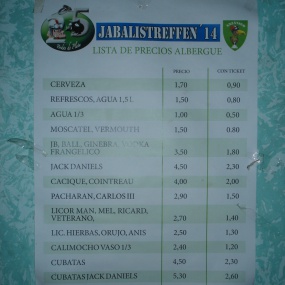 25
JABALISTREFFEN´14
LISTA DE PRECIOS ALBERGUE
PRECIO CON TICKET
CERVEZA 1,70 0,90
REFRESCOS, AGUA 1,5 L 1,50 0,80
AGUA 1/3 1,00 0,50
MOSCATEL, VERMOUTH 1,50 0.80
JB, BALL, GINEBRA, VODKA
FRANGELICO 3,50 1,80
JACK DANIELS 4,50 2,30
CACIQUE, COINTREAU 4,00 2,00
PACHARAN, CARLOS III 2,90 1,50
LICOR MAN, MEL, RICARD,
VETERANO, 2,70 1,40
LIC. HIERBAS, ORUJO, ANIS 2,50 1,30
CALIMOCHO VASO 1/3 2,40 1,20
CUBATAS 4,50 2,30
CUBATAS JACK DANIELS 5,30 2,60